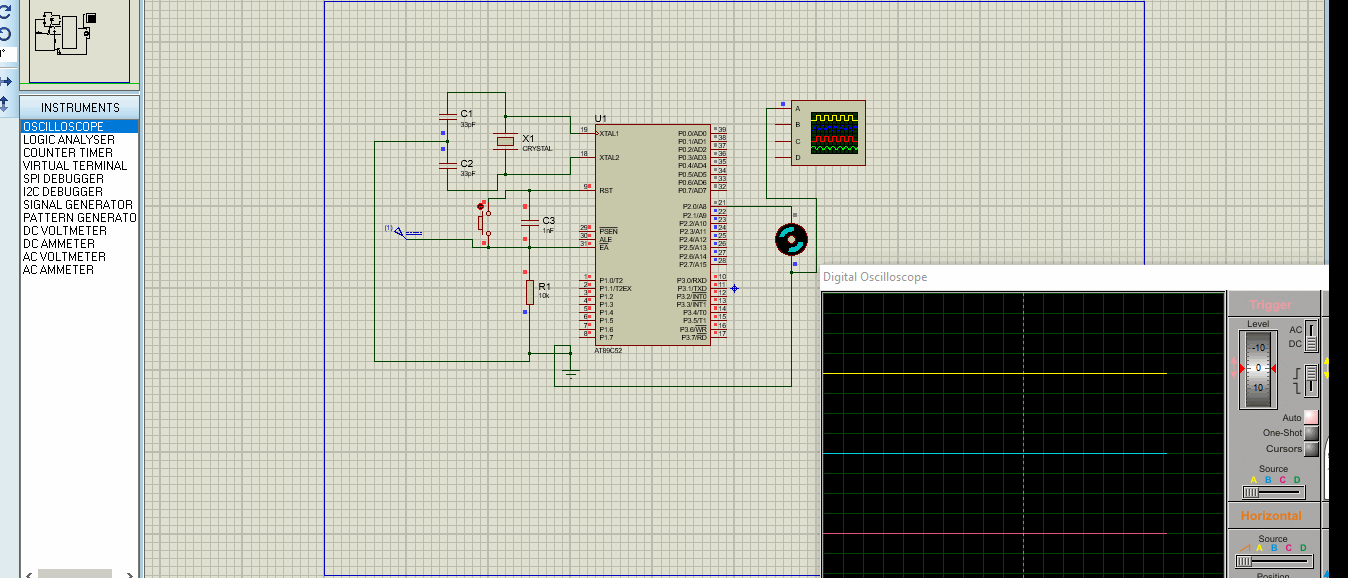 INSTRUMENTS
OSCILLOSCOPE
LOGIC ANALYSER
COUNTER TIMER
VIRTUAL TERMINAL
SPI DEBUGGER
I2C DEBUGGER
SIGNAL GENERATOR
PATTERN GENERATO
DC VOLTMETER
DC AMMETER
AC VOLTMETER
AC AMMETER
C1
33pF
C2
33pF
X1
CRYSTAL
(1)
C3
1nF
R1
10k
U1
19 XTAL1
18 XTAL2
9 RST
29 PSEN
30 ALE
31 EA
1 P1.0/T2
2 P1.1/T2EX
3 P1.2
4 P1.3
5 P1.4
6 P1.5
7 P1.6
8 P1.7
P0.0/AD0 39
P0.1/AD1 38
P0.2/AD2 37
P0.3/AD3 36
P0.4/AD4 35
P0.5/AD5 34
P0.6/AD6 33
P0.7/AD7 32
P2.0/A8 21
P2.1/A9 22
P2.2/A10 23
P2.3/A11 24
P2.4/A12 25
P2.5/A13 26
P2.6/A14 27
P2.7/A15 28
P3.0/RXD 10
P3.1/TXD 11
P3.2/INT0 12
P3.3/INT1 13
P3.4/T0 14
P3.5/T1 15
P3.6/WR 16
P3.7/RD 17
AT89C52
A
B
C
D
Digital Oscilloscope
Trigger
Level
AC
DC
-10
0
10
Auto
One-Shot
Cursors
Source
A B C D
Horizontal
Source
A B C D
Position